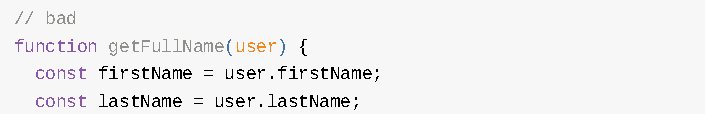 // bad
function getFullName(user) {
  const firstName = user.firstName;
  const lastName = user.lastName;